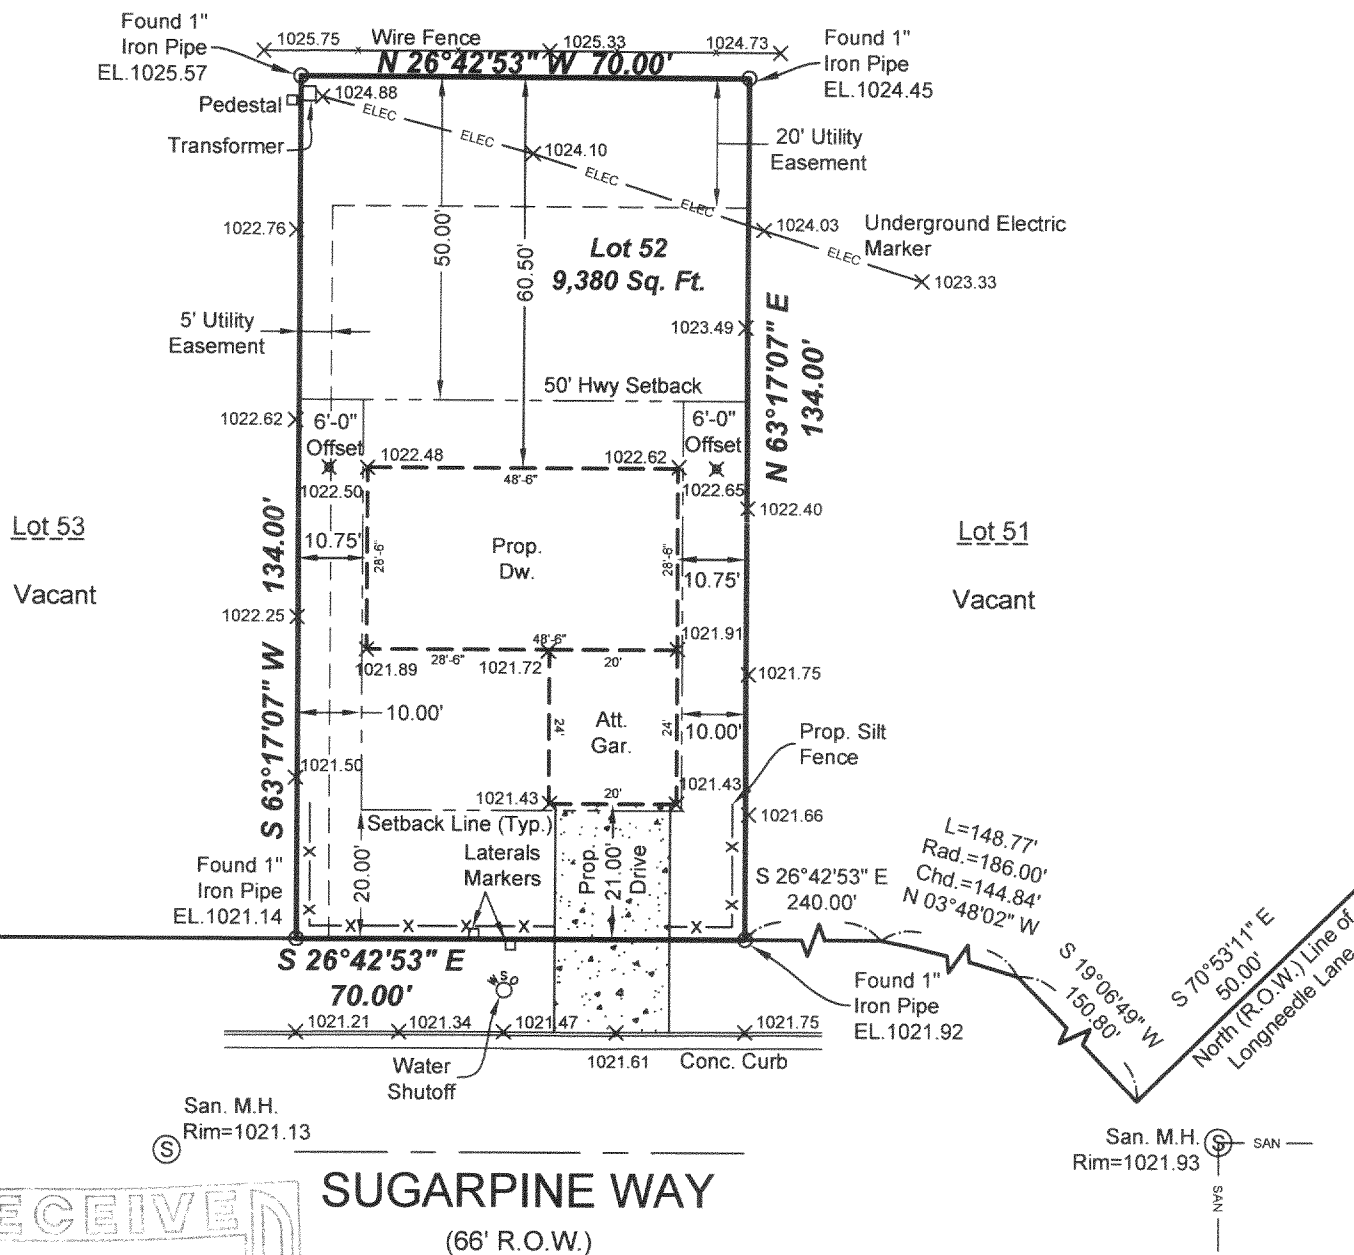 Found 1"
Iron Pipe
EL.1025.57
1025.75
Wire Fence
1025.33
1024.73
Found 1"
Iron Pipe
EL.1024.45
N 26°42'53" W 70.00'
Pedestal
Transformer
1024.88
ELEC
ELEC
1024.10
ELEC
ELEC
1024.03
ELEC
1023.33
20' Utility
Easement
Underground Electric
Marker
1022.76
50.00'
60.50'
Lot 52
9,380 Sq. Ft.
5' Utility
Easement
1023.49
N 63°17'07" E
134.00'
50' Hwy Setback
1022.62
6'-0"
Offset
1022.48
1022.62
6'-0"
Offset
1022.50
48'-6"
1022.65
1022.40
Lot 53
Vacant
S 63°17'07" W 134.00'
10.75'
28'-6"
Prop.
Dw.
28'-6"
10.75'
Lot 51
Vacant
1022.25
1021.89
28'-6"
48'-6"
1021.72
20'
1021.91
1021.75
10.00'
24'
Att.
Gar.
24'
10.00'
Prop. Silt
Fence
1021.50
1021.43
20'
1021.43
1021.66
Setback Line (Typ.)
Laterals
Markers
20.00'
Prop.
21.00'
Drive
Found 1"
Iron Pipe
EL.1021.14
S 26°42'53" E
240.00'
L=148.77'
Rad.=186.00'
Chd.=144.84'
N 03°48'02" W
S 19°06'49" W
150.80'
S 70°53'11" E
50.00'
North (R.O.W.) Line of
Longneedle Lane
S 26°42'53" E
70.00'
Found 1"
Iron Pipe
EL.1021.92
W
S
O
1021.21
1021.34
1021.47
1021.61
1021.75
Water
Shutoff
Conc. Curb
San. M.H.
Rim=1021.13
S
San. M.H.
Rim=1021.93
S
SAN
SAN
SUGARPINE WAY
(66' R.O.W.)
ECEIVE